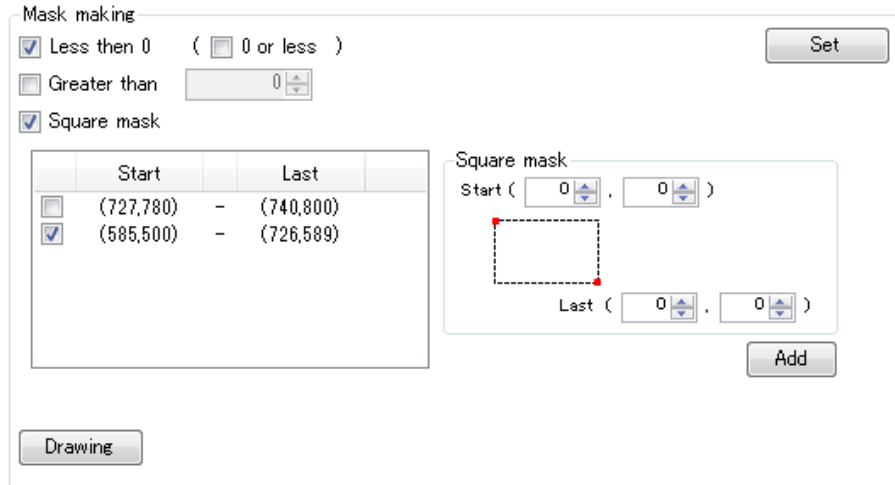 Mask making
Less then 0 ( 0 or less )
Set
Greater than 0
Square mask
Start Last
(727,780) - (740,800)
(585,500) - (726,589)
Square mask
Start ( 0 , 0 )
Last ( 0 , 0 )
Add
Drawing